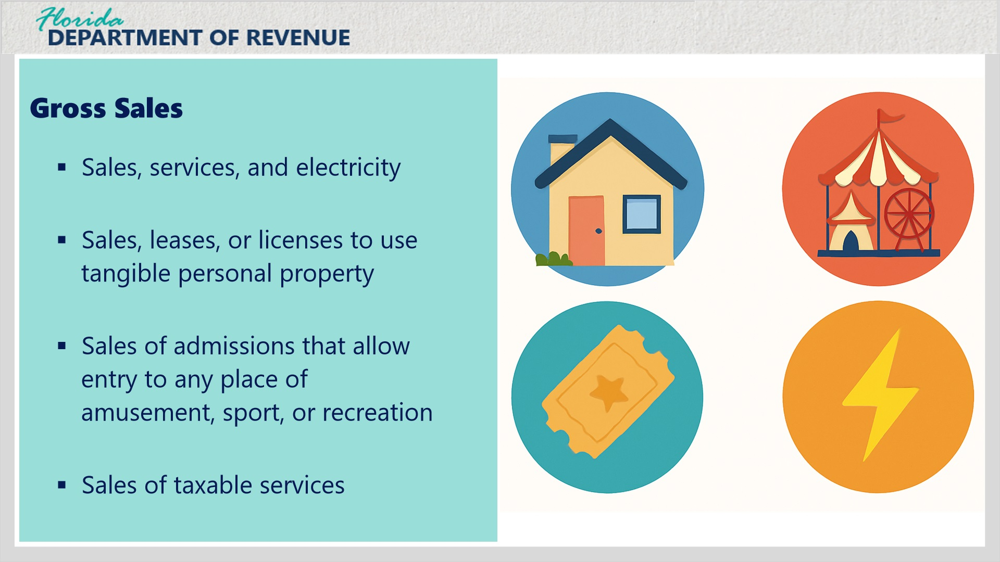 Florida
DEPARTMENT OF REVENUE
Gross Sales
▪ Sales, services, and electricity
▪ Sales, leases, or licenses to use
tangible personal property
▪ Sales of admissions that allow
entry to any place of
amusement, sport, or recreation
▪ Sales of taxable services